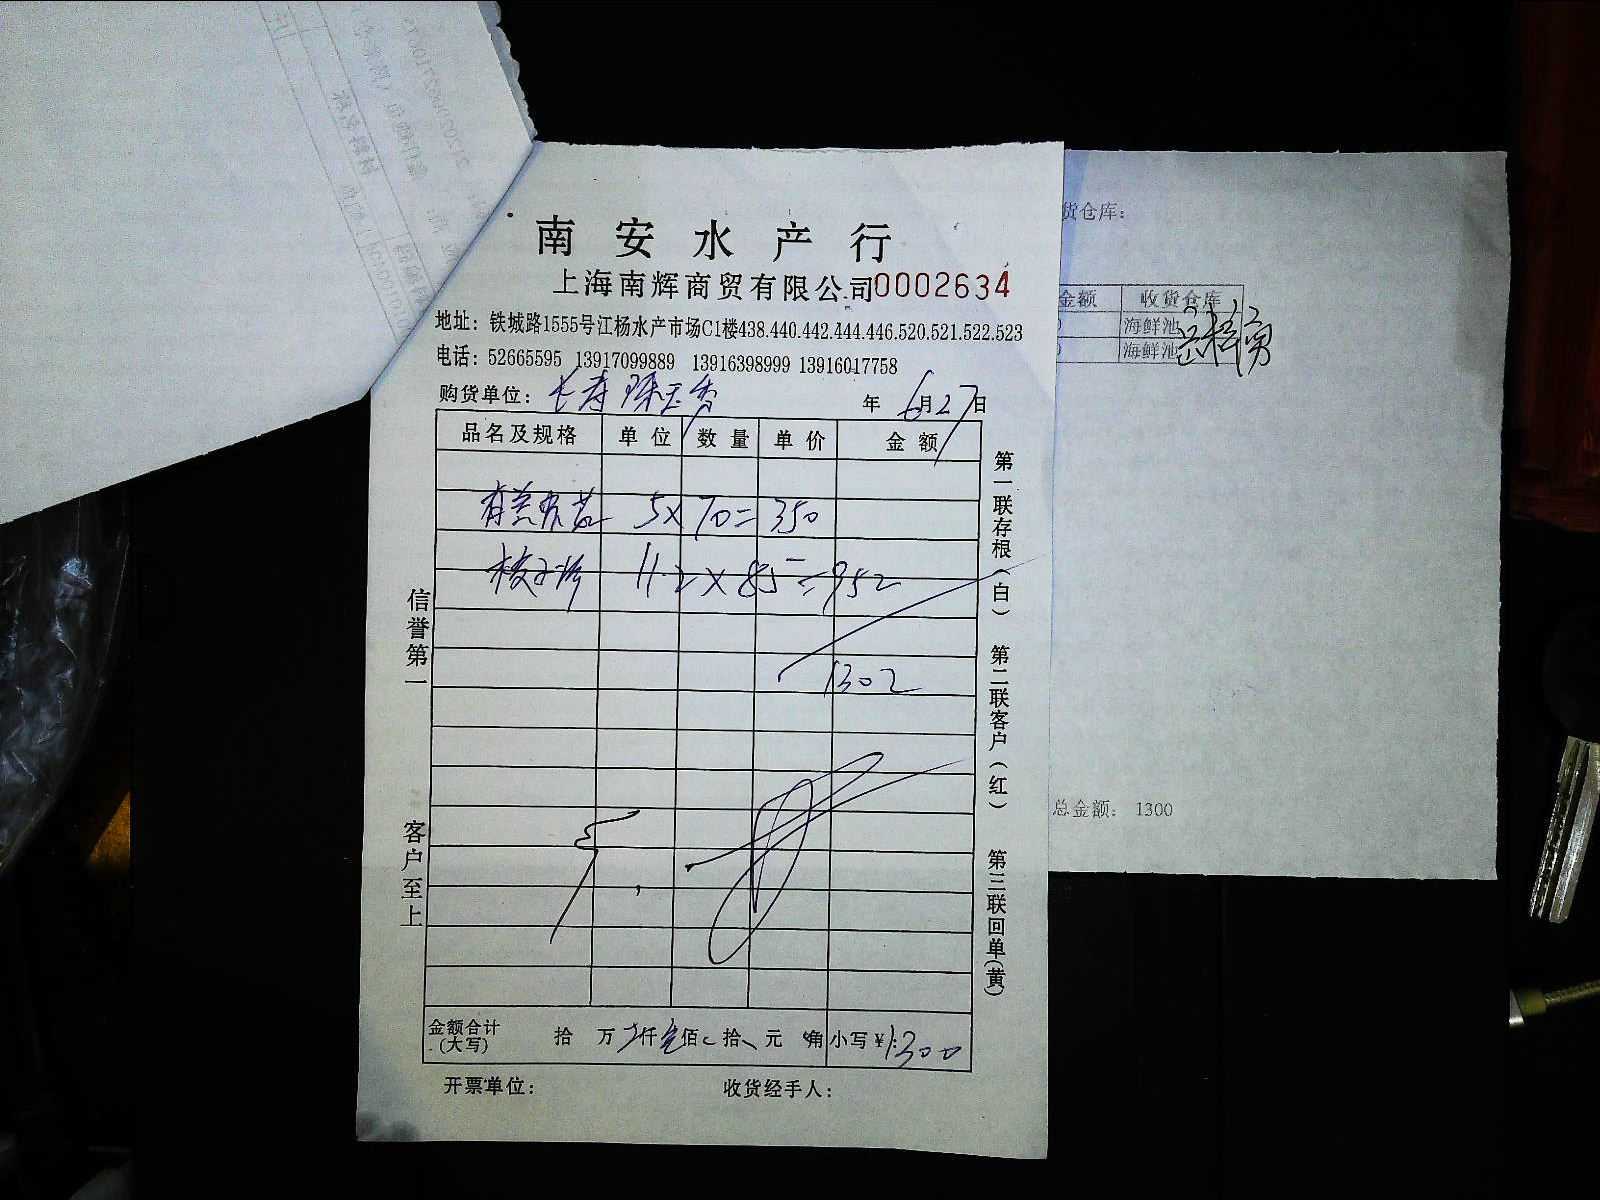 南安水产行
上海南辉商贸有限公司0002634
地址：铁城路1555号江杨水产市场C1楼438.440.442.444.446.520.521.522.523
电话：52665595 13917099889 13916398999 13916017758
购货单位： 年 6月27日
品名及规格 单位 数量 单价 金额
5×70=350
11.2×85=952
1302
金额合计(大写) 拾 万 仟 佰 拾 元 角 小写¥:1300
开票单位： 收货经手人：
信誉第一 客户至上
第一联存根(白) 第二联客户(红) 第三联回单(黄)
货仓库：
金额 收货仓库
海鲜池
海鲜池
总金额： 1300